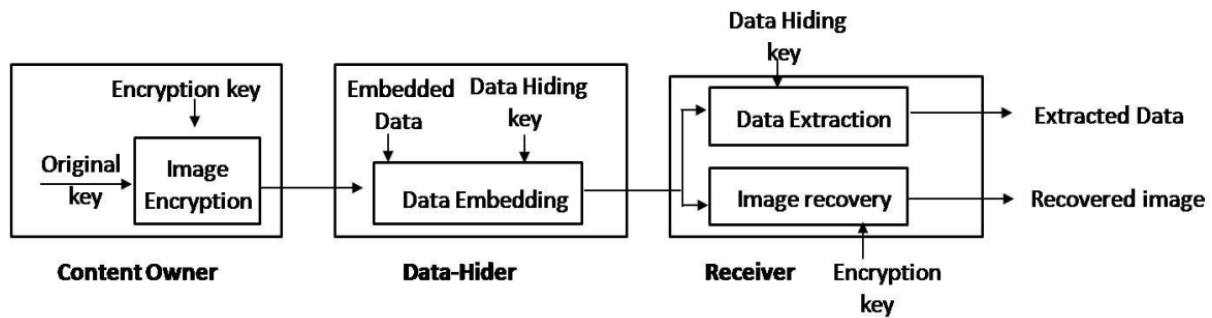 Encryption key
Original
key
Image
Encryption
Content Owner
Embedded
Data
Data Hiding
key
Data Embedding
Data-Hider
Data Hiding
key
Data Extraction
Extracted Data
Image recovery
Recovered image
Receiver
Encryption
key